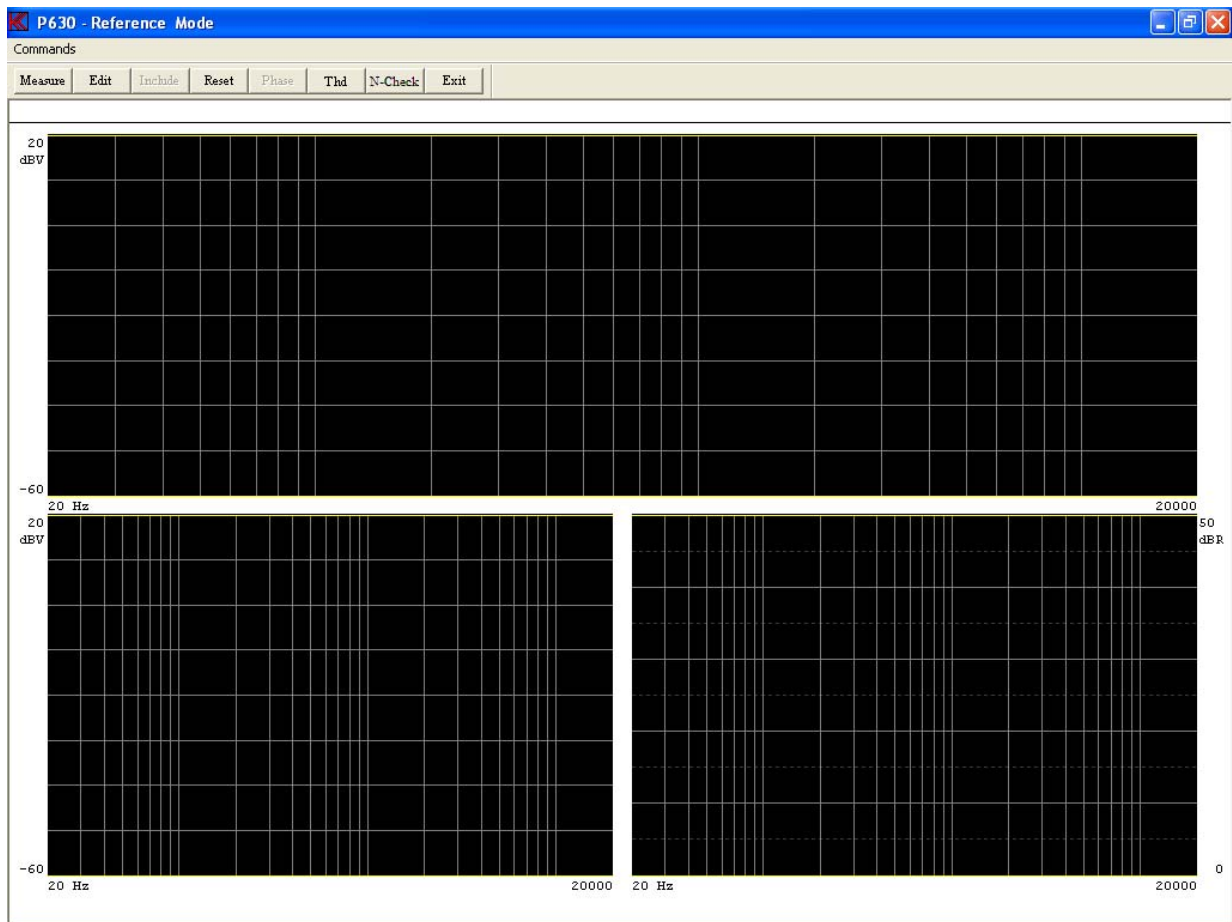 P630 - Reference Mode
Commands
Measure Edit Include Reset Phase Thd N-Check Exit
20
dBV
-60
20 Hz 20000
20
dBV
50
dBR
-60
0
20 Hz 20000 20 Hz 20000